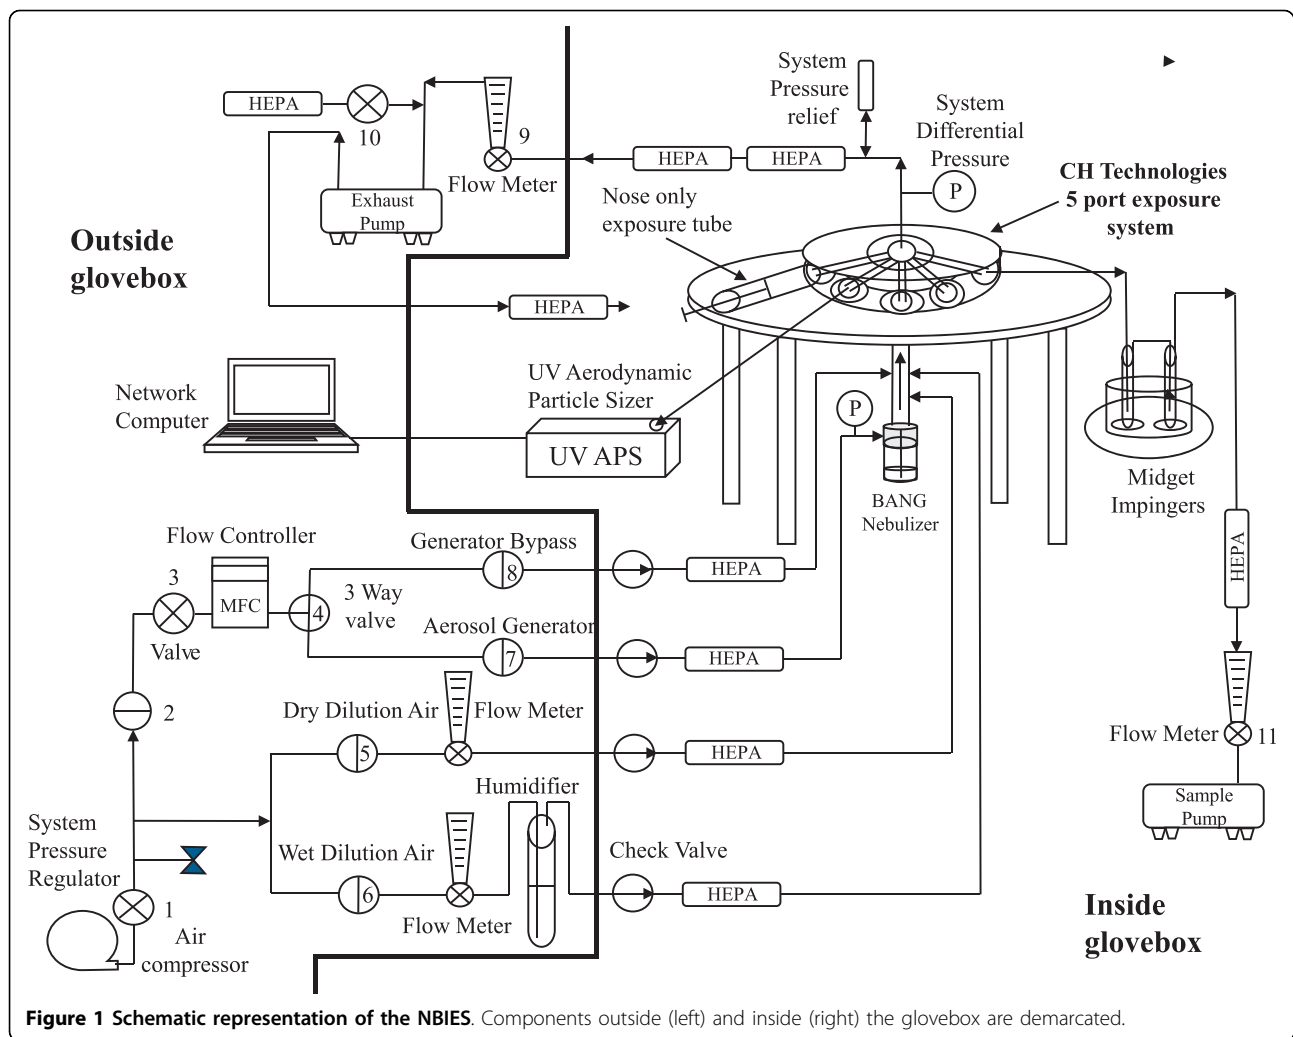 System
Pressure
relief
System
Differential
Pressure
HEPA
10
9
Flow Meter
HEPA
HEPA
P
CH Technologies
5 port exposure
system
Exhaust
Pump
Nose only
exposure tube
Outside
glovebox
HEPA
Network
Computer
UV Aerodynamic
Particle Sizer
UV APS
P
BANG
Nebulizer
Midget
Impingers
HEPA
Flow Controller
3
MFC
Valve
4
3 Way
valve
Generator Bypass
8
HEPA
Aerosol Generator
7
HEPA
2
Dry Dilution Air
Flow Meter
5
HEPA
Flow Meter
11
Sample
Pump
Humidifier
System
Pressure
Regulator
Wet Dilution Air
6
Flow Meter
Check Valve
HEPA
1
Air
compressor
Inside
glovebox
Figure 1 Schematic representation of the NBIES. Components outside (left) and inside (right) the glovebox are demarcated.